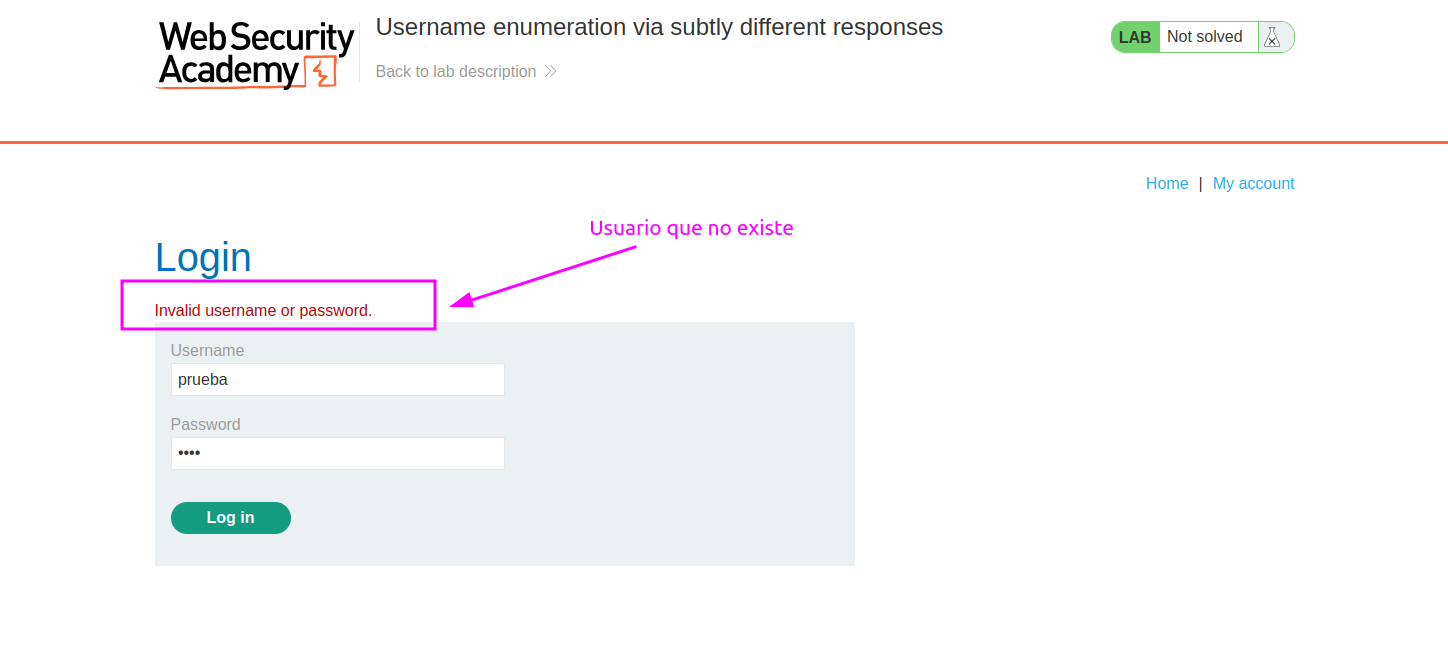 Web Security
Academy
Username enumeration via subtly different responses
Back to lab description
LAB Not solved
Home | My account
Usuario que no existe
Login
Invalid username or password.
Username
prueba
Password
••••
Log in